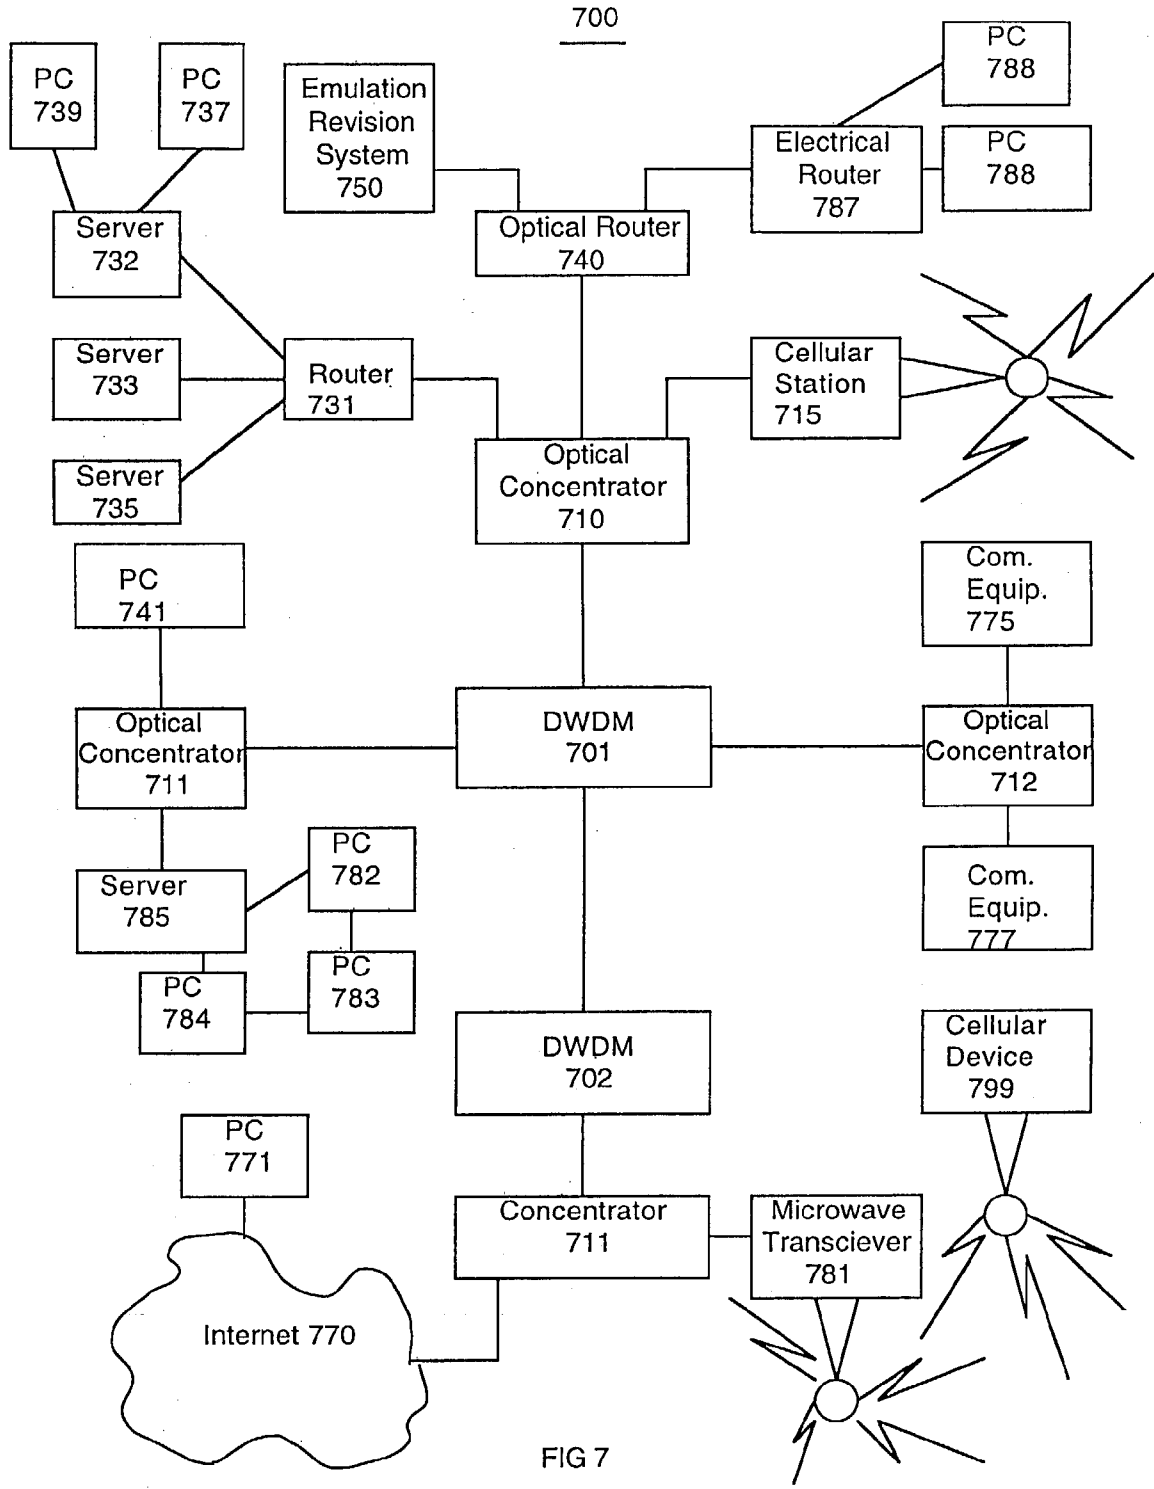 700
PC
739
PC
737
Emulation
Revision
System
750
PC
788
Electrical
Router
787
PC
788
Server
732
Optical Router
740
Server
733
Router
731
Cellular
Station
715
Server
735
Optical
Concentrator
710
PC
741
Com.
Equip.
775
Optical
Concentrator
711
DWDM
701
Optical
Concentrator
712
Server
785
PC
782
Com.
Equip.
777
PC
784
PC
783
DWDM
702
Cellular
Device
799
PC
771
Concentrator
711
Microwave
Transciever
781
Internet 770
FIG 7